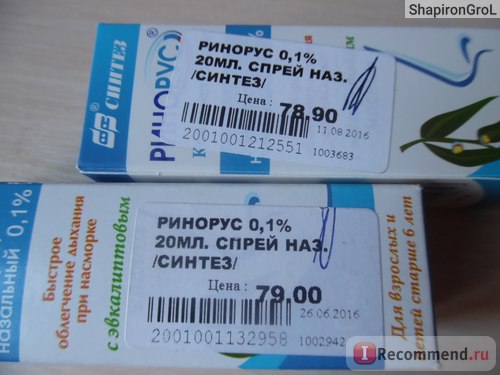 ShapironGroL
СИНТЕЗ
РИНОРУС
РИНОРУС 0,1%
20МЛ. СПРЕЙ НАЗ.
/СИНТЕЗ/
Цена :
78.90
11.08.2016
2001001212551
1003683
назальный 0,1%
Быстрое
облегчение дыхания
при насморке
с эвкалиптовым
РИНОРУС 0,1%
20МЛ. СПРЕЙ НАЗ.
/СИНТЕЗ/
Цена :
79.00
26.06.2016
2001001132958
1002942
Для взрослых и
детей старше 6 лет
iRecommend.ru